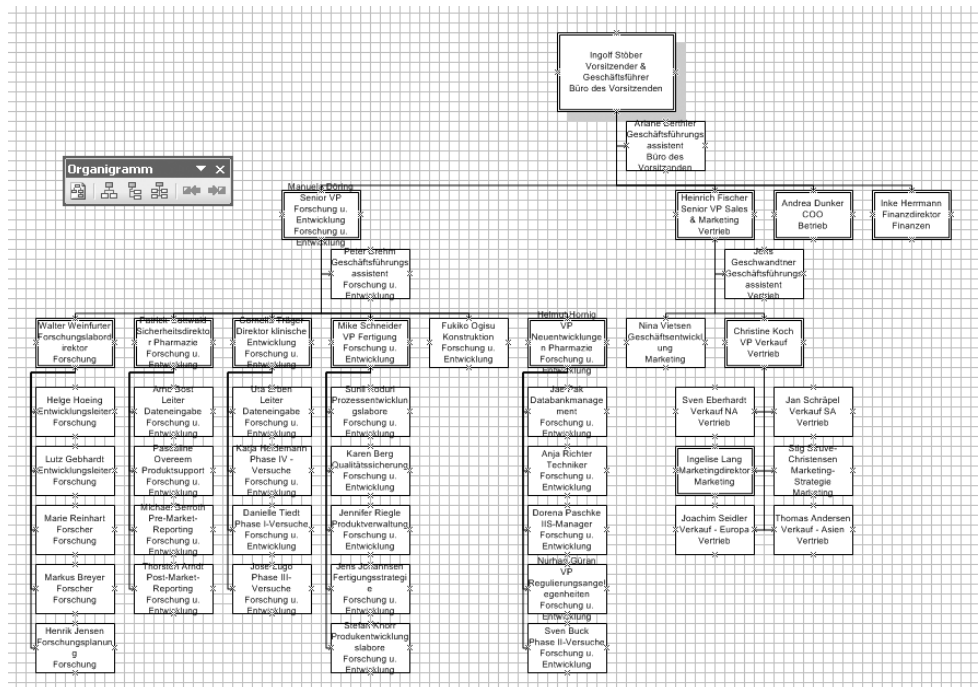 Ingolf Stöber
Vorsitzender &
Geschäftsführer
Büro des Vorsitzenden
Ariane
Geschäftsführungs
assistent
Büro des
Vorsitzenden
Organigramm
Manuela Döring
Senior VP
Forschung u.
Entwicklung
Forschung u.
Entwicklung
Heinrich Fischer
Senior VP Sales
& Marketing
Vertrieb
Andrea Dunker
COO
Betrieb
Inke Herrmann
Finanzdirektor
Finanzen
Peter
Geschäftsführungs
assistent
Forschung u.
Entwicklung
Jens
Geschwandtner
Geschäftsführungs
assistent
Vertrieb
Walter Weinfurter
Forschungslabord
irektor
Forschung
Patrick
Sicherheitsdirekto
r Pharmazie
Forschung u.
Entwicklung
Cornelia Träger
Direktor klinische
Entwicklung
Forschung u.
Entwicklung
Mike Schneider
VP Fertigung
Forschung u.
Entwicklung
Fukiko Ogisu
Konstruktion
Forschung u.
Entwicklung
Helmut Hornig
VP
Neuentwicklunge
n Pharmazie
Forschung u.
Entwicklung
Nina Vietsen
Geschäftsentwickl
ung
Marketing
Christine Koch
VP Verkauf
Vertrieb
Helge Hoeing
Entwicklungsleiter
Forschung
Arno Bost
Leiter
Dateneingabe
Forschung u.
Entwicklung
Uta
Leiter
Dateneingabe
Forschung u.
Entwicklung
Sunil Koduri
Prozessentwicklun
gslabore
Forschung u.
Entwicklung
Jae Pak
Databankmanage
ment
Forschung u.
Entwicklung
Sven Eberhardt
Verkauf NA
Vertrieb
Jan Schräpel
Verkauf SA
Vertrieb
Lutz Gebhardt
Entwicklungsleiter
Forschung
Pascaline
Overeem
Produktsupport
Forschung u.
Entwicklung
Katja Heidemann
Phase IV -
Versuche
Forschung u.
Entwicklung
Karen Berg
Qualitätssicherung
Forschung u.
Entwicklung
Anja Richter
Techniker
Forschung u.
Entwicklung
Ingelise Lang
Marketingdirektor
Marketing
Stig Struve-
Christensen
Marketing-
Strategie
Marketing
Marie Reinhart
Forscher
Forschung
Michael
Pre-Market-
Reporting
Forschung u.
Entwicklung
Danielle Tiedt
Phase I-Versuche
Forschung u.
Entwicklung
Jennifer Riegle
Produktverwaltung
Forschung u.
Entwicklung
Dorena Paschke
IIS-Manager
Forschung u.
Entwicklung
Joachim Seidler
Verkauf - Europa
Vertrieb
Thomas Andersen
Verkauf - Asien
Vertrieb
Markus Breyer
Forscher
Forschung
Thorsten Arndt
Post-Market-
Reporting
Forschung u.
Entwicklung
Jose Lugo
Phase III-
Versuche
Forschung u.
Entwicklung
Jens Johannsen
Fertigungsstrategi
e
Forschung u.
Entwicklung
Nurhan Güran
VP
Regulierungsangel
egenheiten
Forschung u.
Entwicklung
Henrik Jensen
Forschungsplanun
g
Forschung
Stefan Knorr
Produkentwicklung
slabore
Forschung u.
Entwicklung
Sven Buck
Phase II-Versuche
Forschung u.
Entwicklung